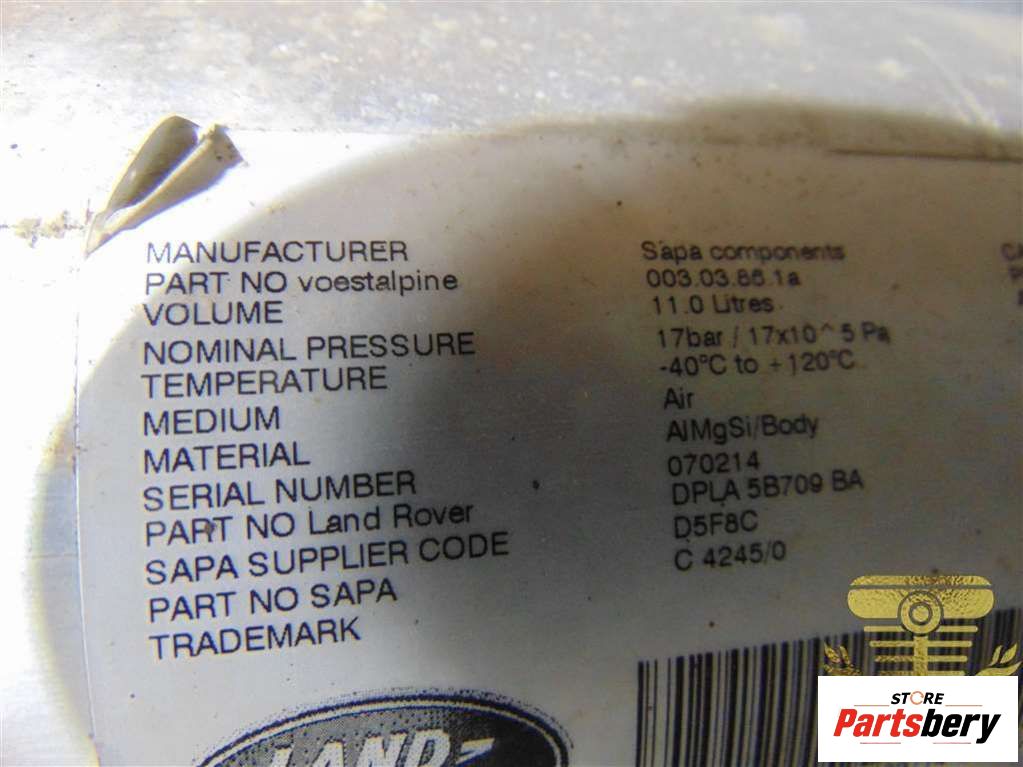 MANUFACTURER Sapa components
PART NO voestalpine 003.03.86.1a
VOLUME 11.0 Litres
NOMINAL PRESSURE 17bar / 17x10^5 Pa
TEMPERATURE -40°C to +120°C
MEDIUM Air
MATERIAL AlMgSi/Body
SERIAL NUMBER 070214
PART NO Land Rover DPLA 5B709 BA
SAPA SUPPLIER CODE D5F8C
PART NO SAPA C 4245/0
TRADEMARK
LAND-
STORE
Partsbery